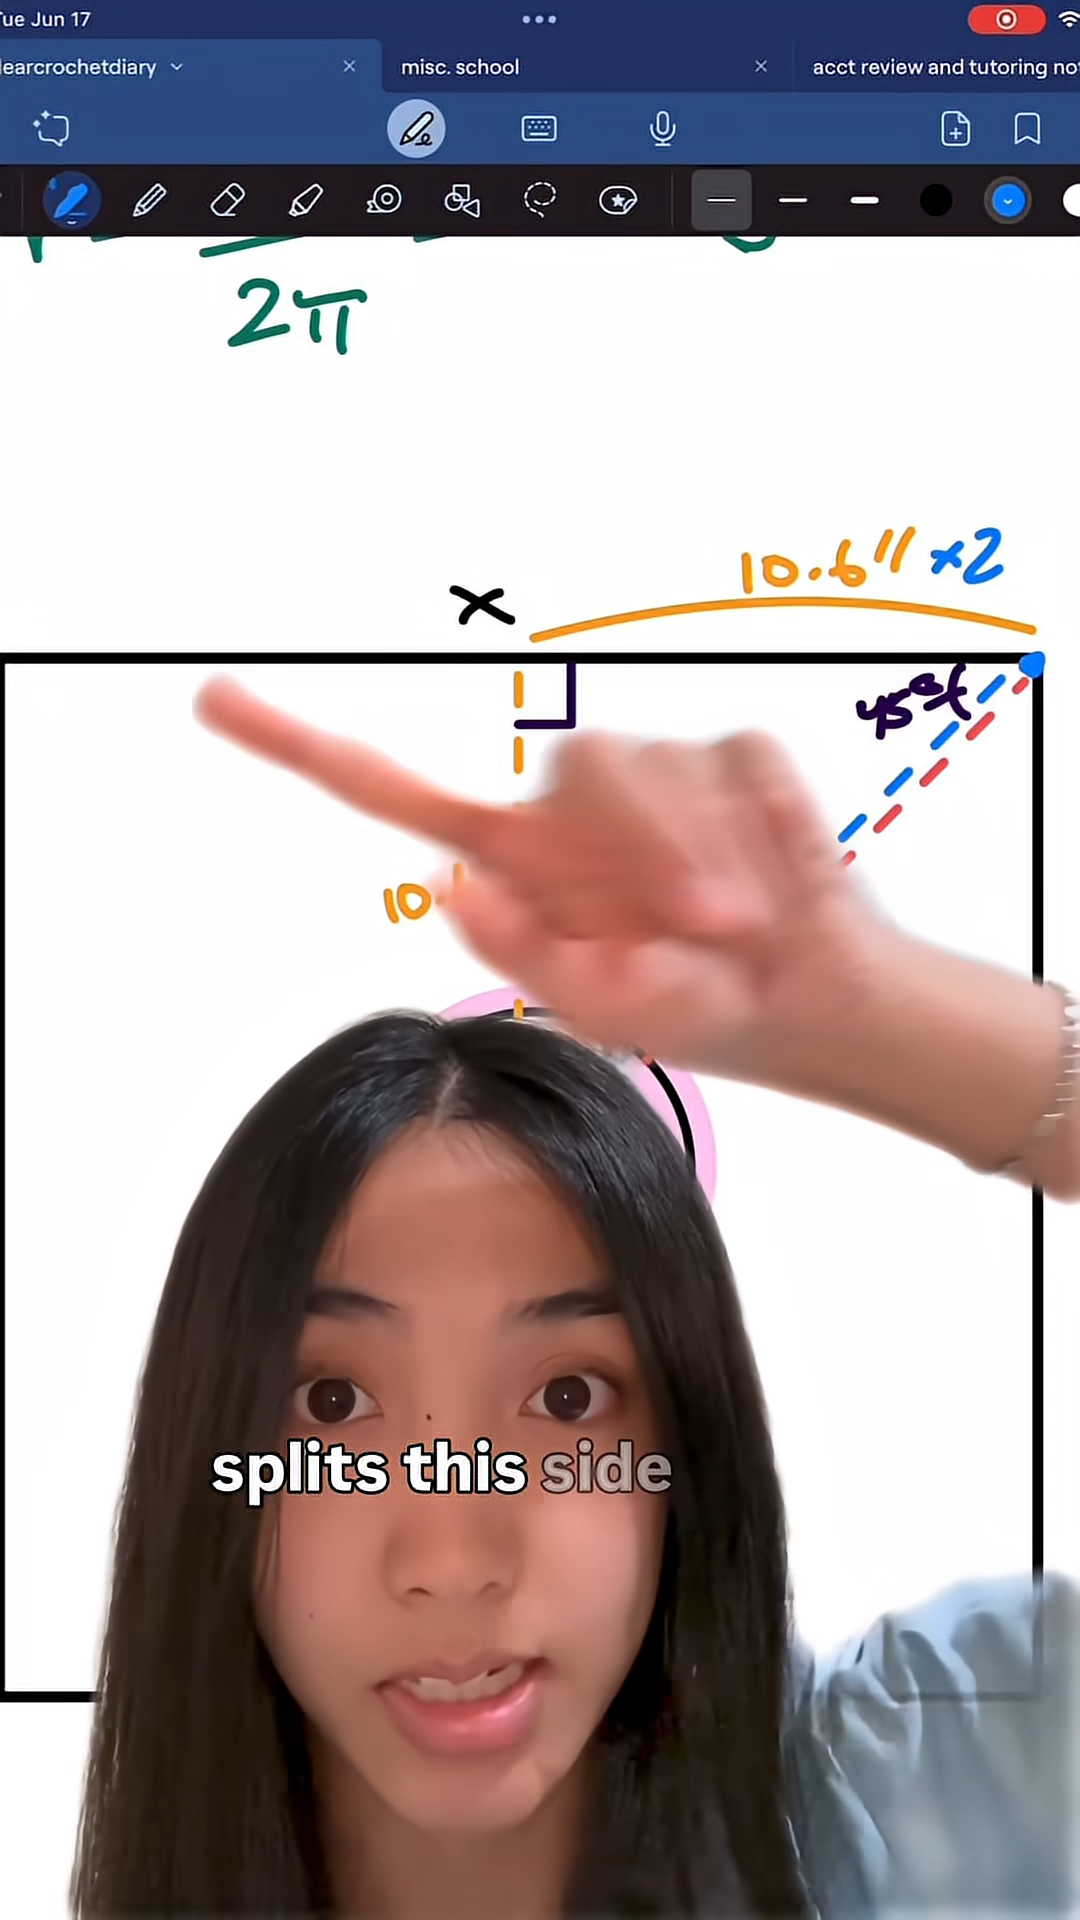 Tue Jun 17
learcrochetdiary
misc. school
acct review and tutoring no
2π
10.6" ×2
×
45°
10.
splits this side